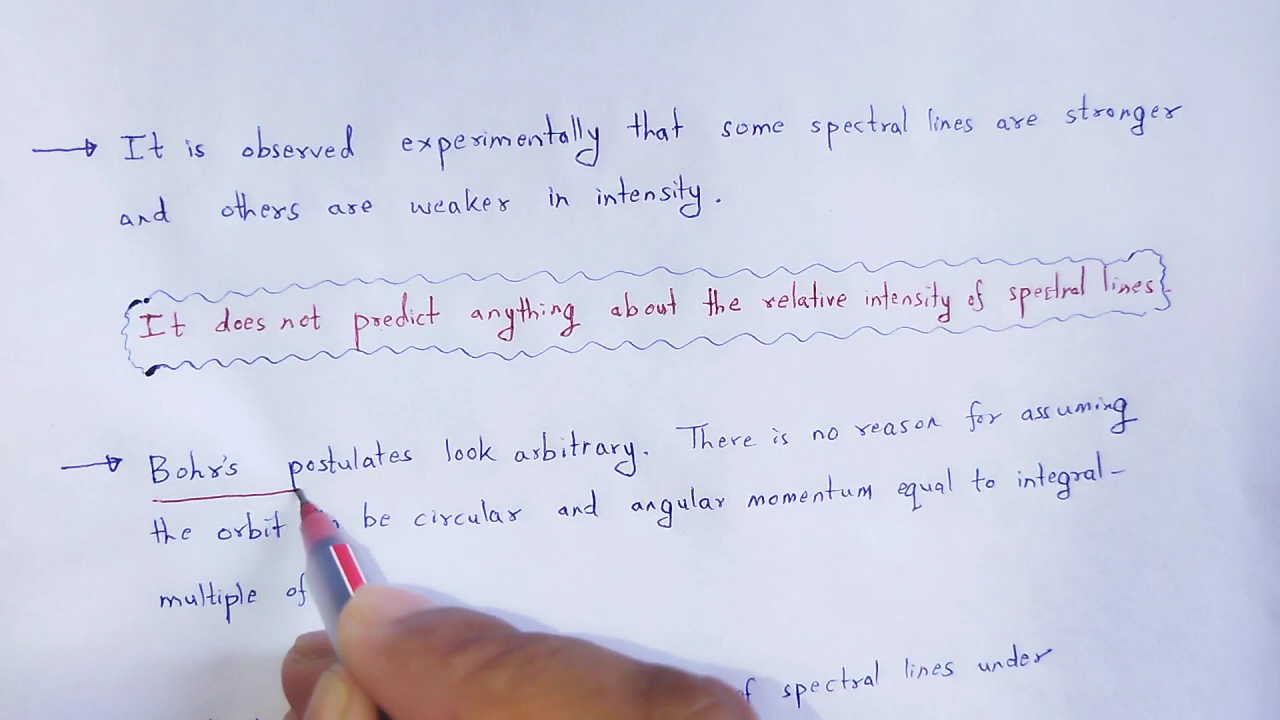 It is observed experimentally that some spectral lines are stronger
and others are weaker in intensity.
It does not predict anything about the relative intensity of spectral lines
Bohr's postulates look arbitrary. There is no reason for assuming
the orbit be circular and angular momentum equal to integral-
multiple of
of spectral lines under